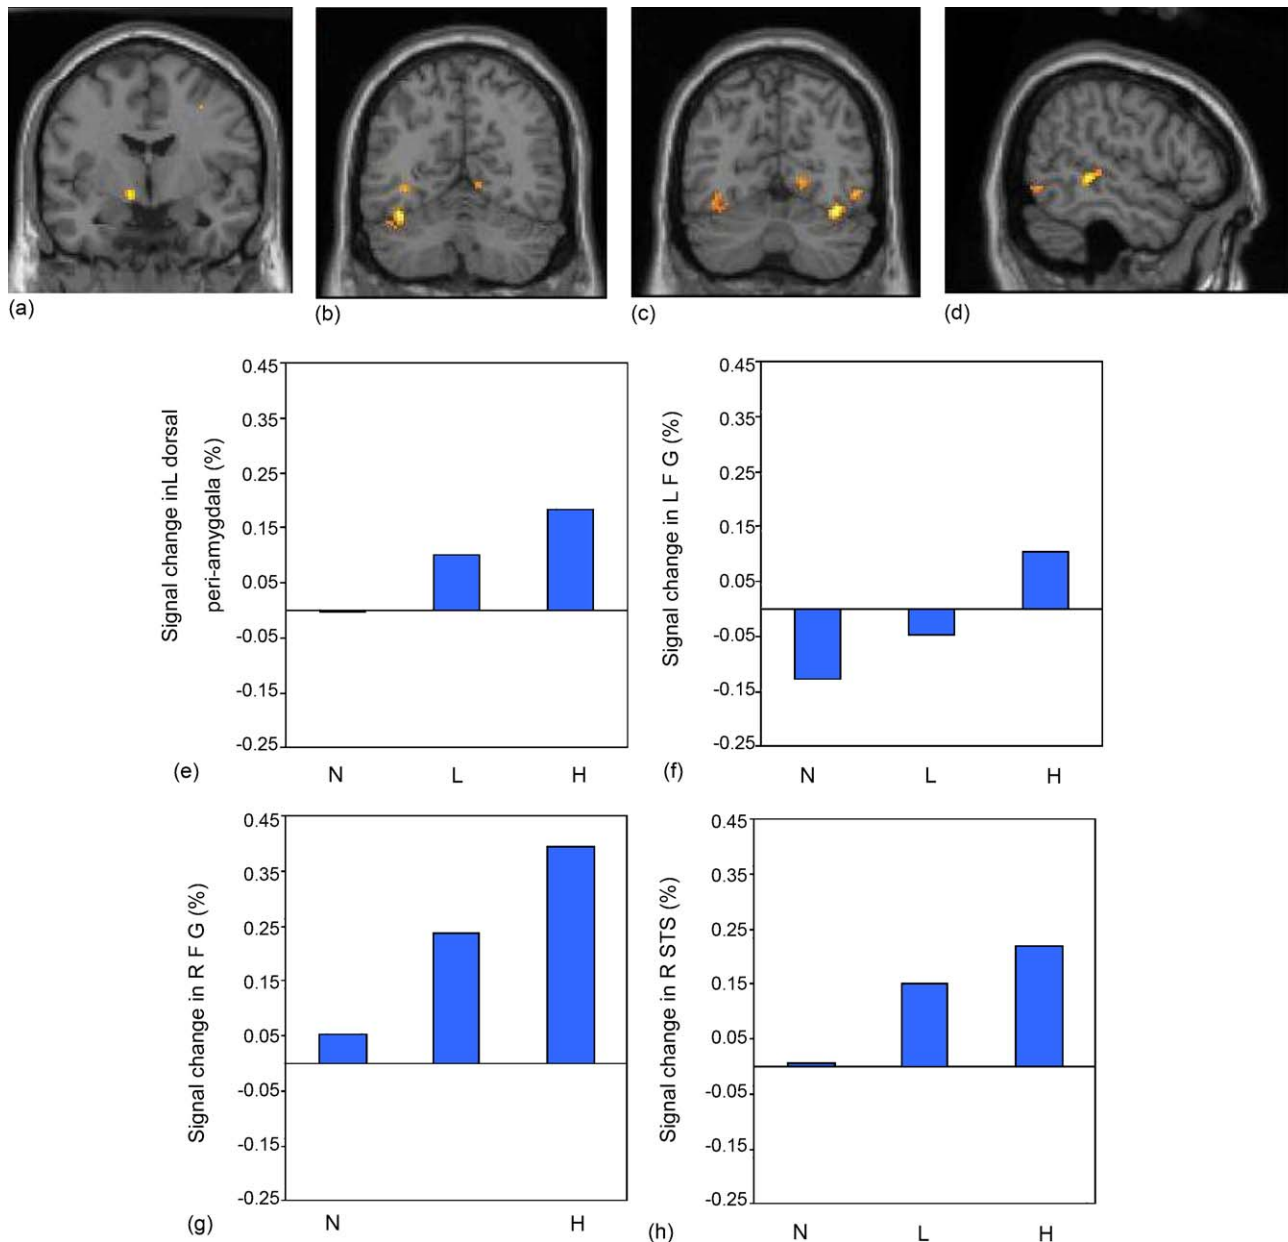 (a)
(b)
(c)
(d)
Signal change inL dorsal
peri-amygdala (%)
0.45
0.35
0.25
0.15
0.05
-0.05
-0.15
-0.25
(e)
N
L
H
Signal change in L F G (%)
0.45
0.35
0.25
0.15
0.05
-0.05
-0.15
-0.25
(f)
N
L
H
Signal change in R F G (%)
0.45
0.35
0.25
0.15
0.05
-0.05
-0.15
-0.25
(g)
N
H
Signal change in R STS (%)
0.45
0.35
0.25
0.15
0.05
-0.05
-0.15
-0.25
(h)
N
L
H